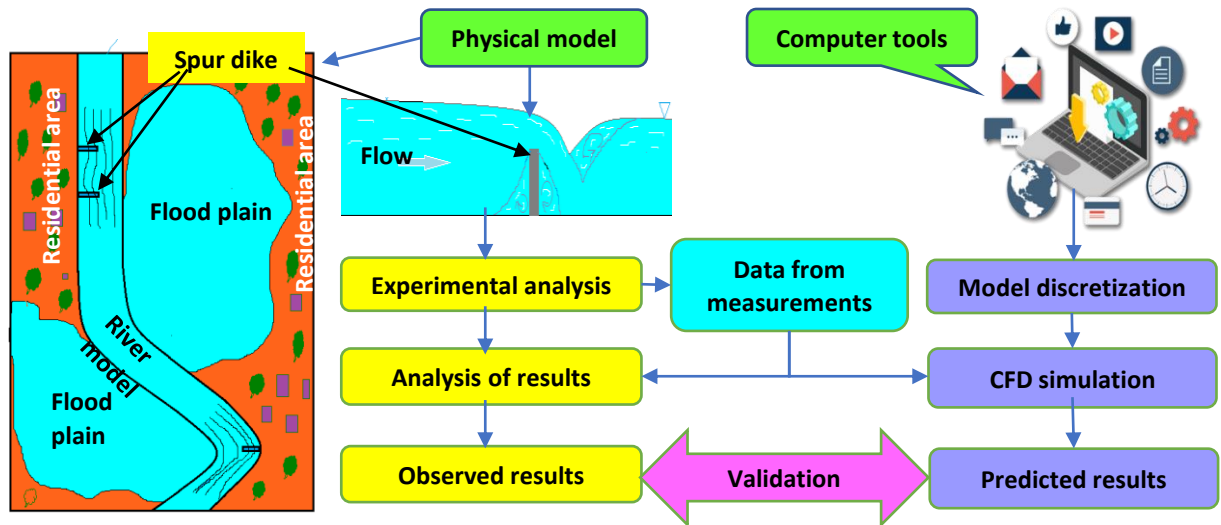 Spur dike
Physical model
Computer tools
Residential area
Residential area
Flood plain
River
model
Flood
plain
Flow
Experimental analysis
Data from
measurements
Model discretization
Analysis of results
CFD simulation
Observed results
Validation
Predicted results